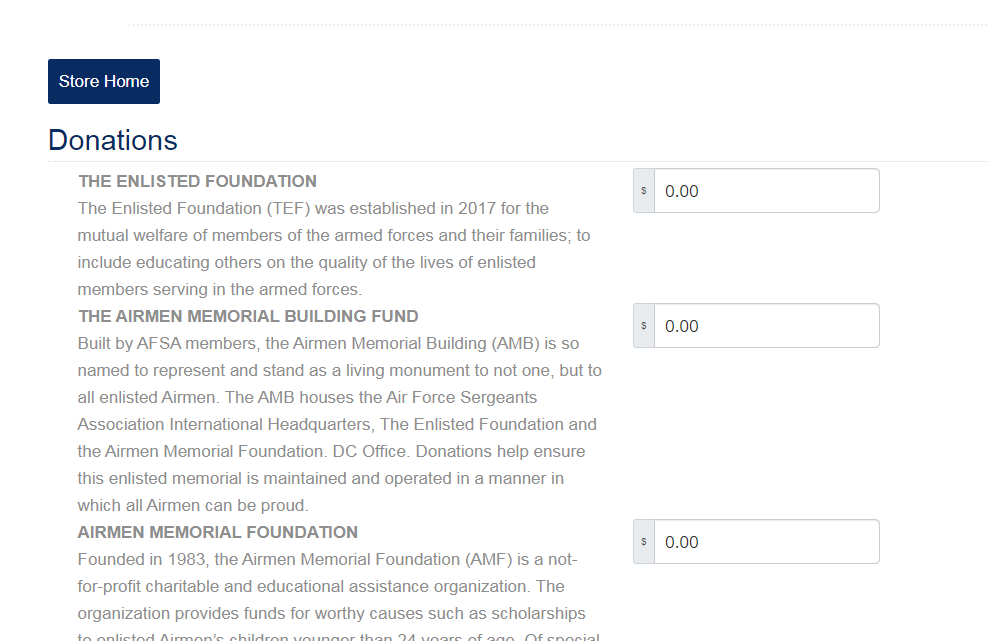 Store Home
Donations
THE ENLISTED FOUNDATION
$ 0.00
The Enlisted Foundation (TEF) was established in 2017 for the
mutual welfare of members of the armed forces and their families; to
include educating others on the quality of the lives of enlisted
members serving in the armed forces.
THE AIRMEN MEMORIAL BUILDING FUND
$ 0.00
Built by AFSA members, the Airmen Memorial Building (AMB) is so
named to represent and stand as a living monument to not one, but to
all enlisted Airmen. The AMB houses the Air Force Sergeants
Association International Headquarters, The Enlisted Foundation and
the Airmen Memorial Foundation. DC Office. Donations help ensure
this enlisted memorial is maintained and operated in a manner in
which all Airmen can be proud.
AIRMEN MEMORIAL FOUNDATION
$ 0.00
Founded in 1983, the Airmen Memorial Foundation (AMF) is a not-
for-profit charitable and educational assistance organization. The
organization provides funds for worthy causes such as scholarships
to enlisted Airmen's children younger than 24 years of age. Of special